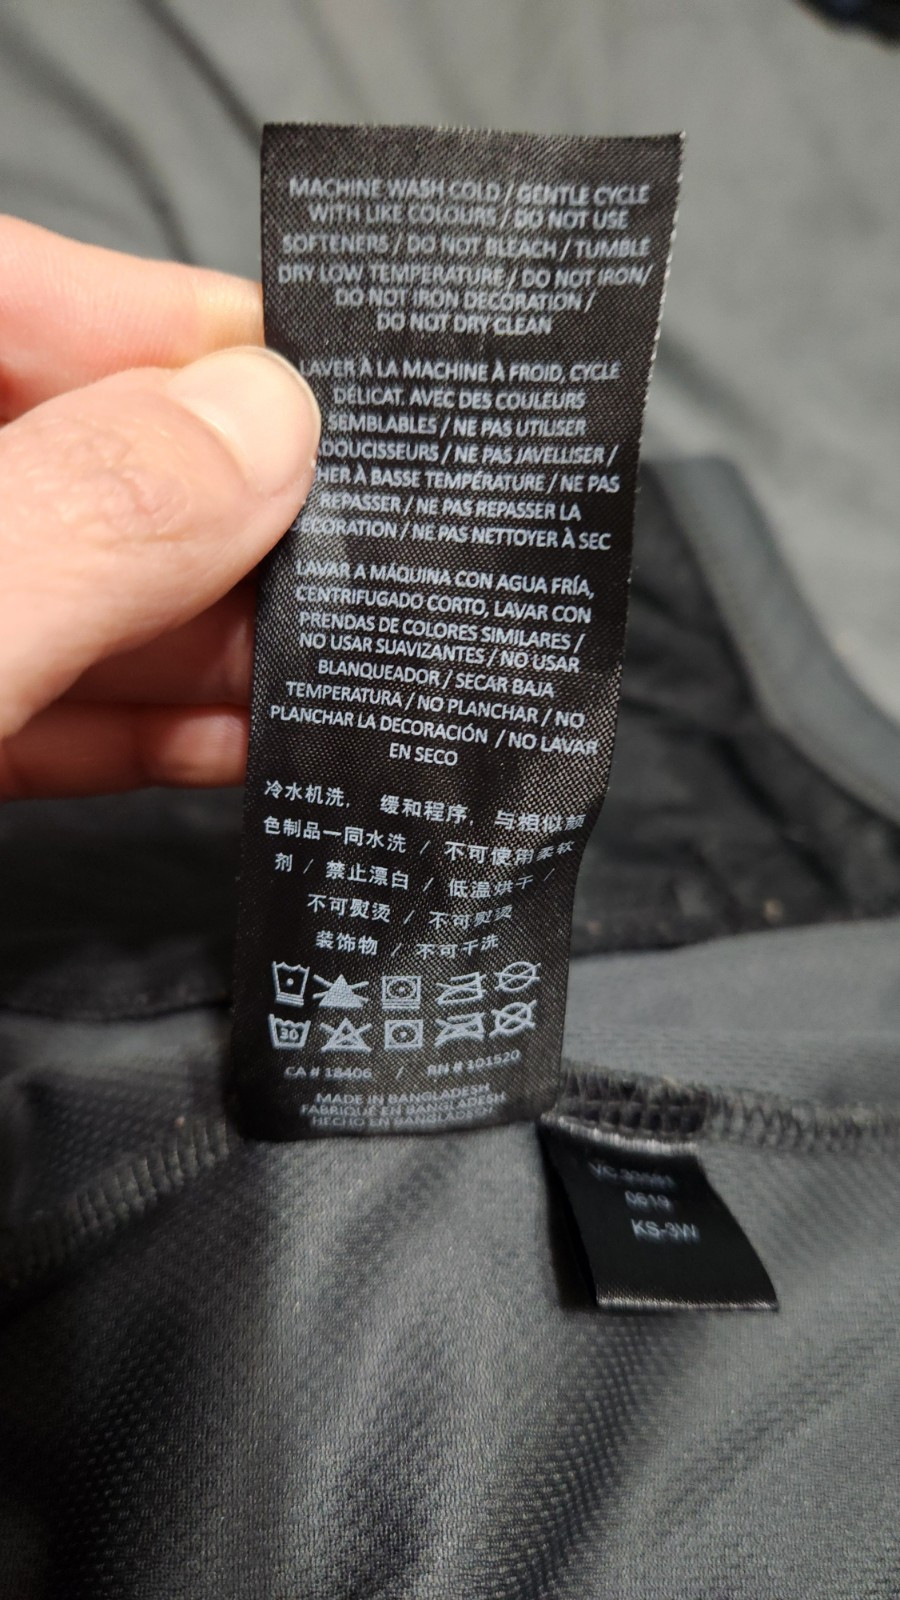 MACHINE WASH COLD / GENTLE CYCLE
WITH LIKE COLOURS / DO NOT USE
SOFTENERS / DO NOT BLEACH / TUMBLE
DRY LOW TEMPERATURE / DO NOT IRON/
DO NOT IRON DECORATION /
DO NOT DRY CLEAN
LAVER À LA MACHINE À FROID, CYCLE
DÉLICAT. AVEC DES COULEURS
SEMBLABLES / NE PAS UTILISER
/ NE PAS JAVELLISER /
À BASSE TEMPÉRATURE / NE PAS
REPASSER / NE PAS REPASSER LA
/ NE PAS NETTOYER À SEC
LAVAR A MÁQUINA CON AGUA FRÍA,
CENTRIFUGADO CORTO, LAVAR CON
PRENDAS DE COLORES SIMILARES /
NO USAR SUAVIZANTES / NO USAR
BLANQUEADOR / SECAR BAJA
TEMPERATURA / NO PLANCHAR / NO
PLANCHAR LA DECORACIÓN / NO LAVAR
EN SECO
冷水机洗, 缓和程序, 与相似颜
色制品一同水洗 / 不可使用柔软
剂 / 禁止漂白 / 低温烘干 /
不可熨烫 / 不可熨烫
装饰物 / 不可干洗
30
CA # 18406 / RN # 101520
MADE IN BANGLADESH
FABRIQUÉ EN BANGLADESH
HECHO EN BANGLADESH
0619
KS-3W